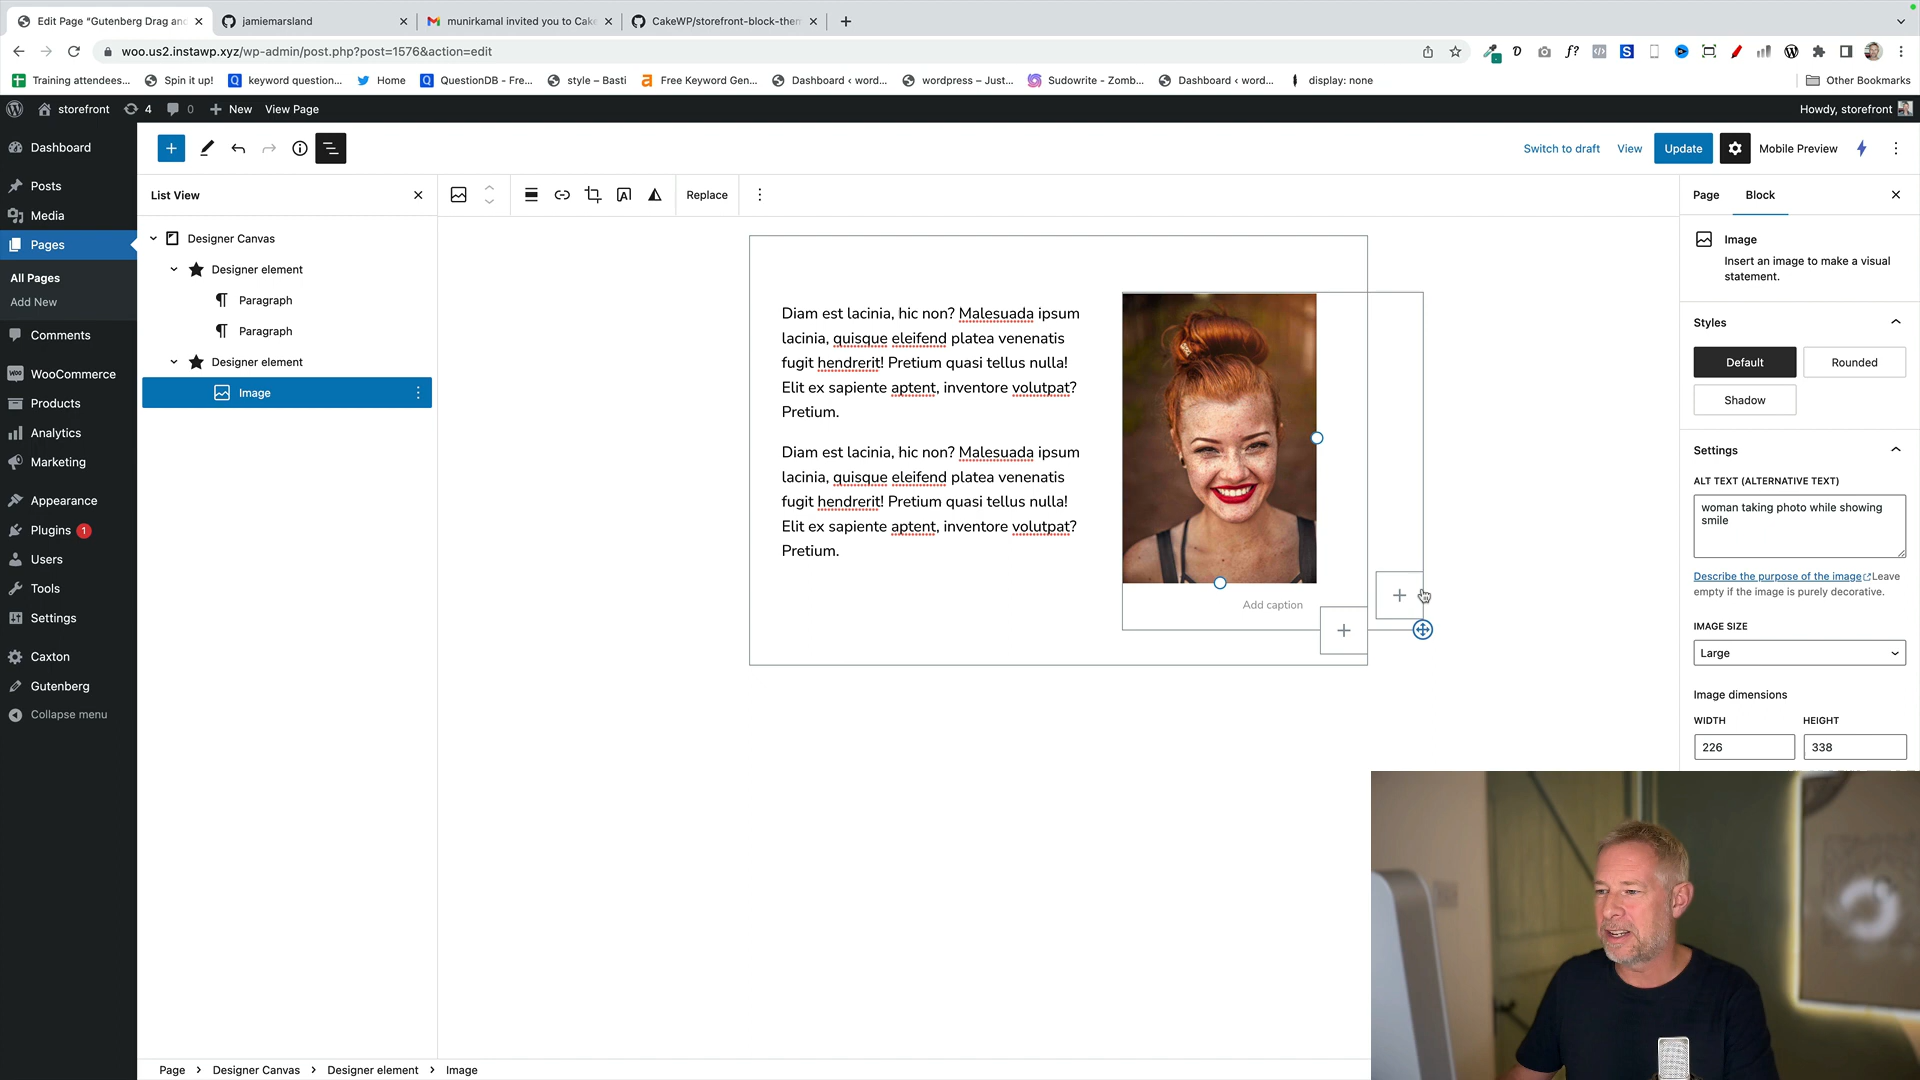 Edit Page “Gutenberg Drag and
jamiemarsland
munirkamal invited you to Cake
CakeWP/storefront-block-them
woo.us2.instawp.xyz/wp-admin/post.php?post=1576&action=edit
Training attendees...
Spin it up!
keyword question...
Home
QuestionDB - Fre...
style – Basti
Free Keyword Gen...
Dashboard ‹ word...
wordpress – Just...
Sudowrite - Zomb...
Dashboard ‹ word...
display: none
Other Bookmarks
storefront
4
0
New
View Page
Howdy, storefront
Dashboard
Posts
Media
Pages
All Pages
Add New
Comments
WooCommerce
Products
Analytics
Marketing
Appearance
Plugins 1
Users
Tools
Settings
Caxton
Gutenberg
Collapse menu
Switch to draft
View
Update
Mobile Preview
List View
Designer Canvas
Designer element
Paragraph
Paragraph
Designer element
Image
Replace
Diam est lacinia, hic non? Malesuada ipsum
lacinia, quisque eleifend platea venenatis
fugit hendrerit! Pretium quasi tellus nulla!
Elit ex sapiente aptent, inventore volutpat?
Pretium.
Diam est lacinia, hic non? Malesuada ipsum
lacinia, quisque eleifend platea venenatis
fugit hendrerit! Pretium quasi tellus nulla!
Elit ex sapiente aptent, inventore volutpat?
Pretium.
Add caption
Page
Block
Image
Insert an image to make a visual
statement.
Styles
Default
Rounded
Shadow
Settings
ALT TEXT (ALTERNATIVE TEXT)
woman taking photo while showing
smile
Describe the purpose of the image Leave
empty if the image is purely decorative.
IMAGE SIZE
Large
Image dimensions
WIDTH
HEIGHT
226
338
Page
Designer Canvas
Designer element
Image